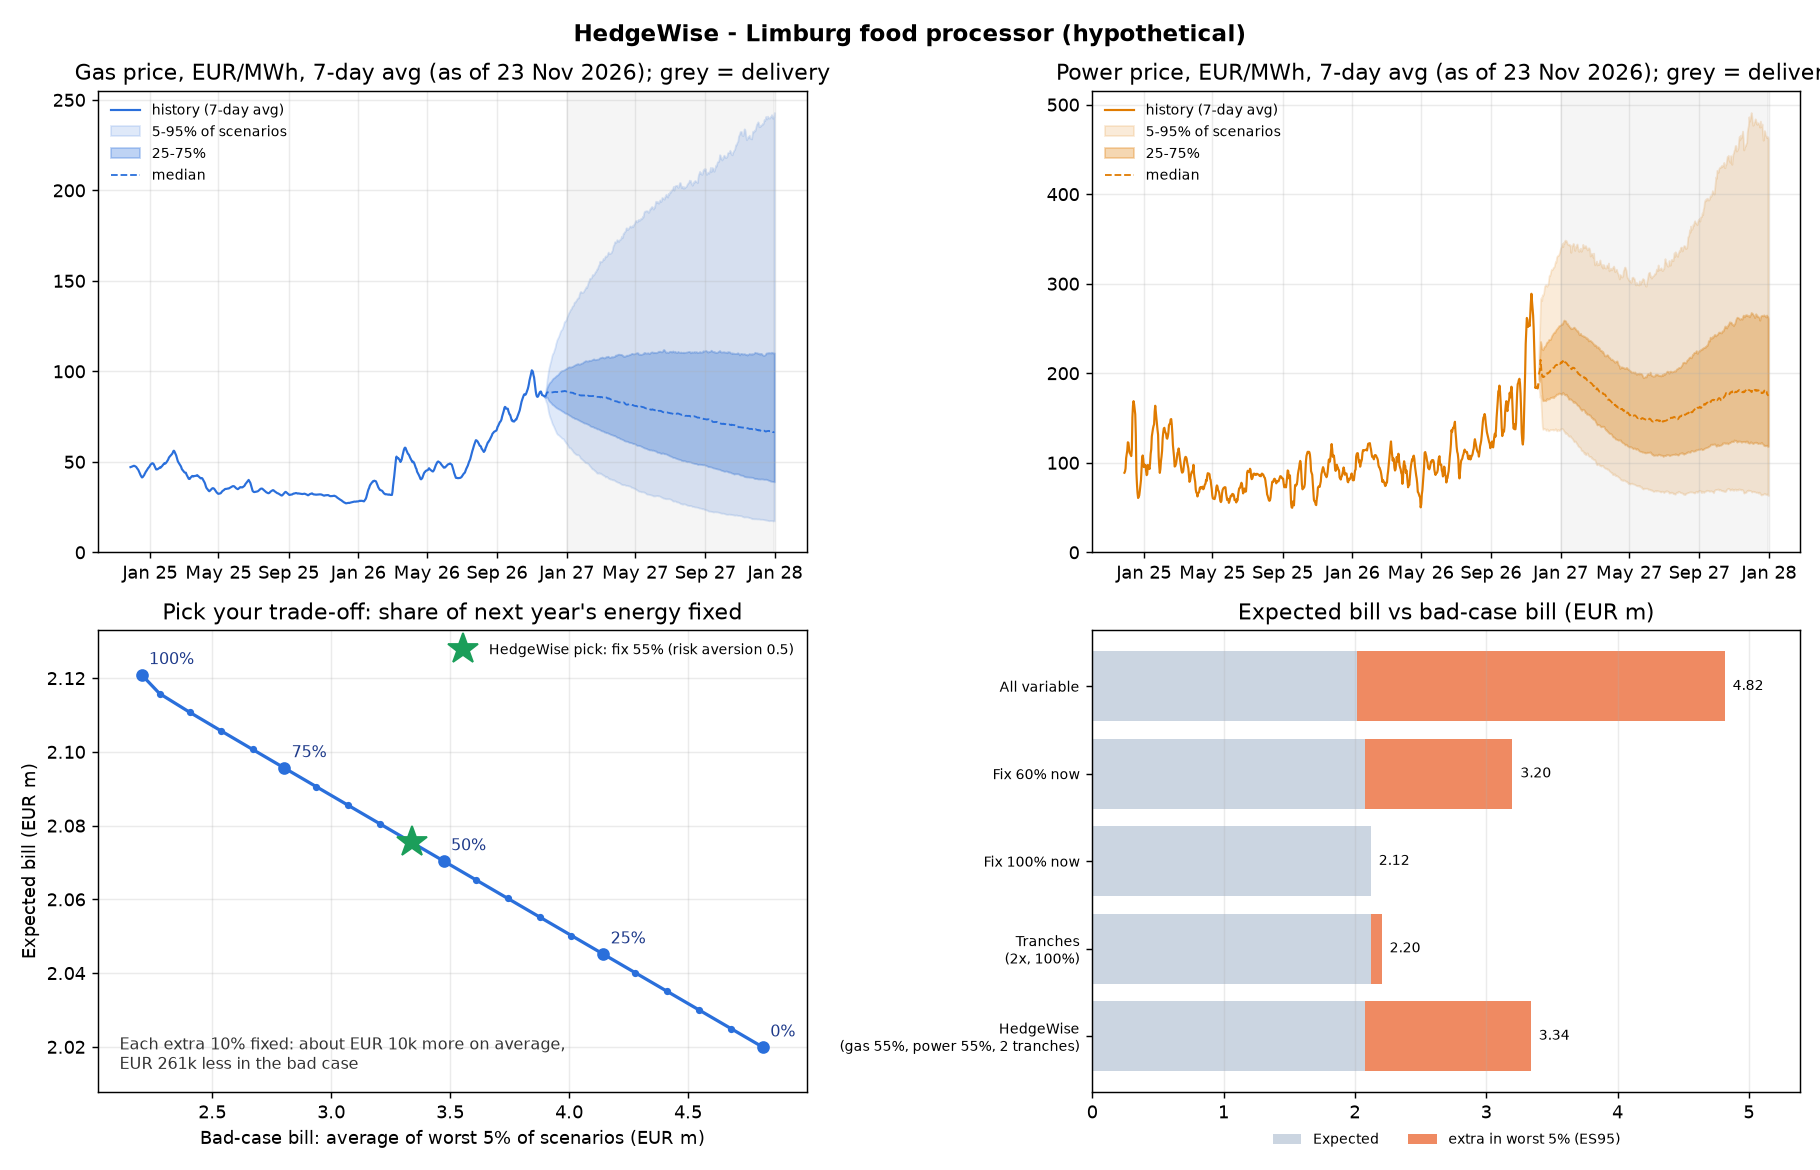 HedgeWise - Limburg food processor (hypothetical)
Gas price, EUR/MWh, 7-day avg (as of 23 Nov 2026); grey = delivery
history (7-day avg)
5-95% of scenarios
25-75%
median
250
200
150
100
50
0
Jan 25 May 25 Sep 25 Jan 26 May 26 Sep 26 Jan 27 May 27 Sep 27 Jan 28
Power price, EUR/MWh, 7-day avg (as of 23 Nov 2026); grey = deliver
history (7-day avg)
5-95% of scenarios
25-75%
median
500
400
300
200
100
0
Jan 25 May 25 Sep 25 Jan 26 May 26 Sep 26 Jan 27 May 27 Sep 27 Jan 28
Pick your trade-off: share of next year's energy fixed
HedgeWise pick: fix 55% (risk aversion 0.5)
100%
75%
50%
25%
0%
Expected bill (EUR m)
2.12
2.10
2.08
2.06
2.04
2.02
Each extra 10% fixed: about EUR 10k more on average,
EUR 261k less in the bad case
2.5 3.0 3.5 4.0 4.5
Bad-case bill: average of worst 5% of scenarios (EUR m)
Expected bill vs bad-case bill (EUR m)
All variable 4.82
Fix 60% now 3.20
Fix 100% now 2.12
Tranches
(2x, 100%)
2.20
HedgeWise
(gas 55%, power 55%, 2 tranches)
3.34
0 1 2 3 4 5
Expected extra in worst 5% (ES95)